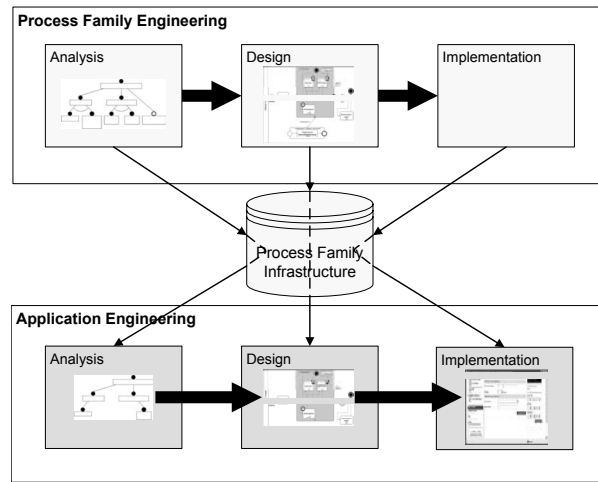 Process Family Engineering
Analysis
Design
Implementation
Process Family
Infrastructure
Application Engineering
Analysis
Design
Implementation